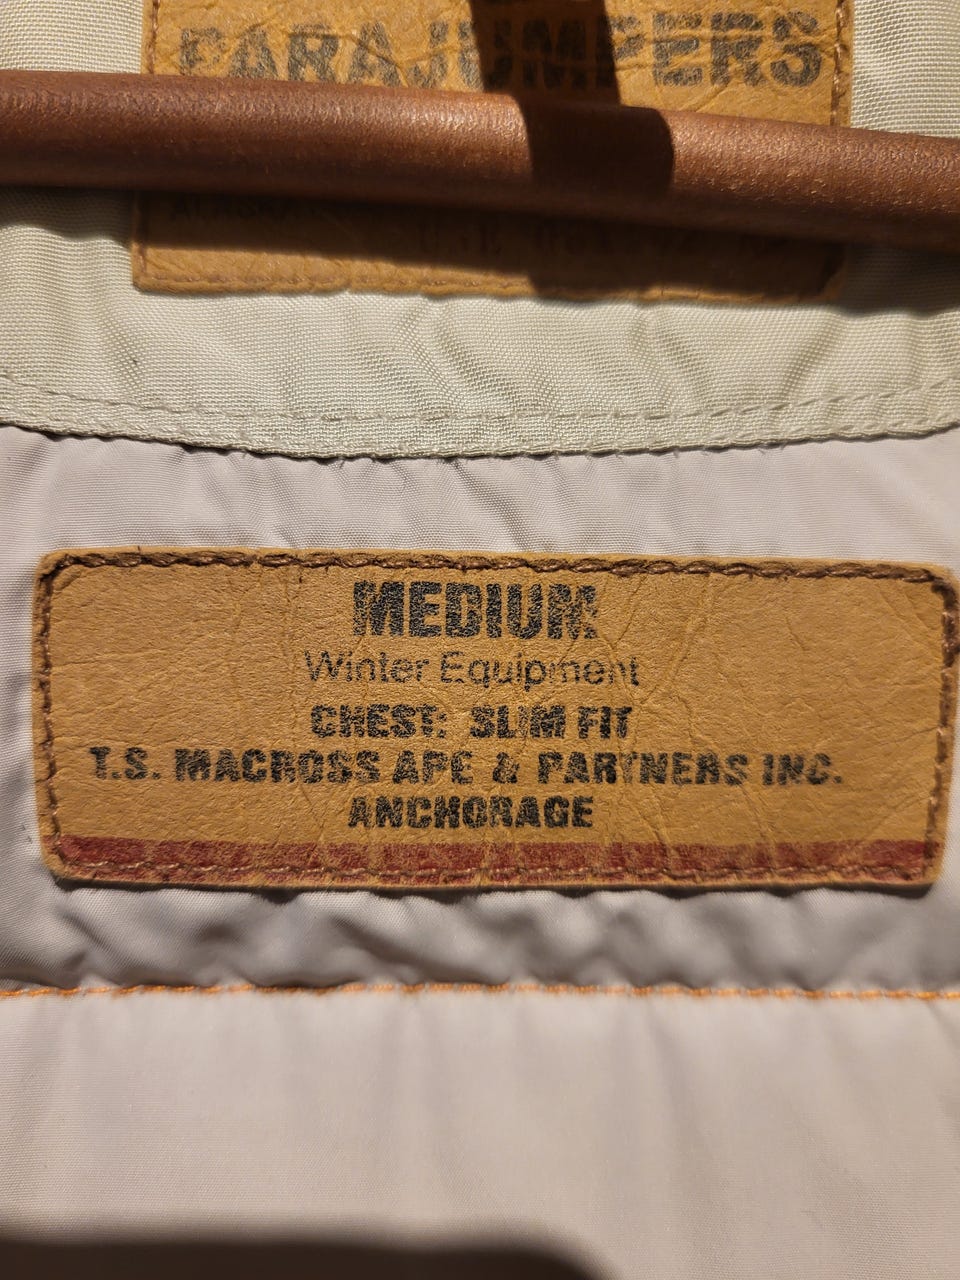 PARAJUMPERS
MEDIUM
Winter Equipment
CHEST: SLIM FIT
T.S. MACROSS APE & PARTNERS INC.
ANCHORAGE